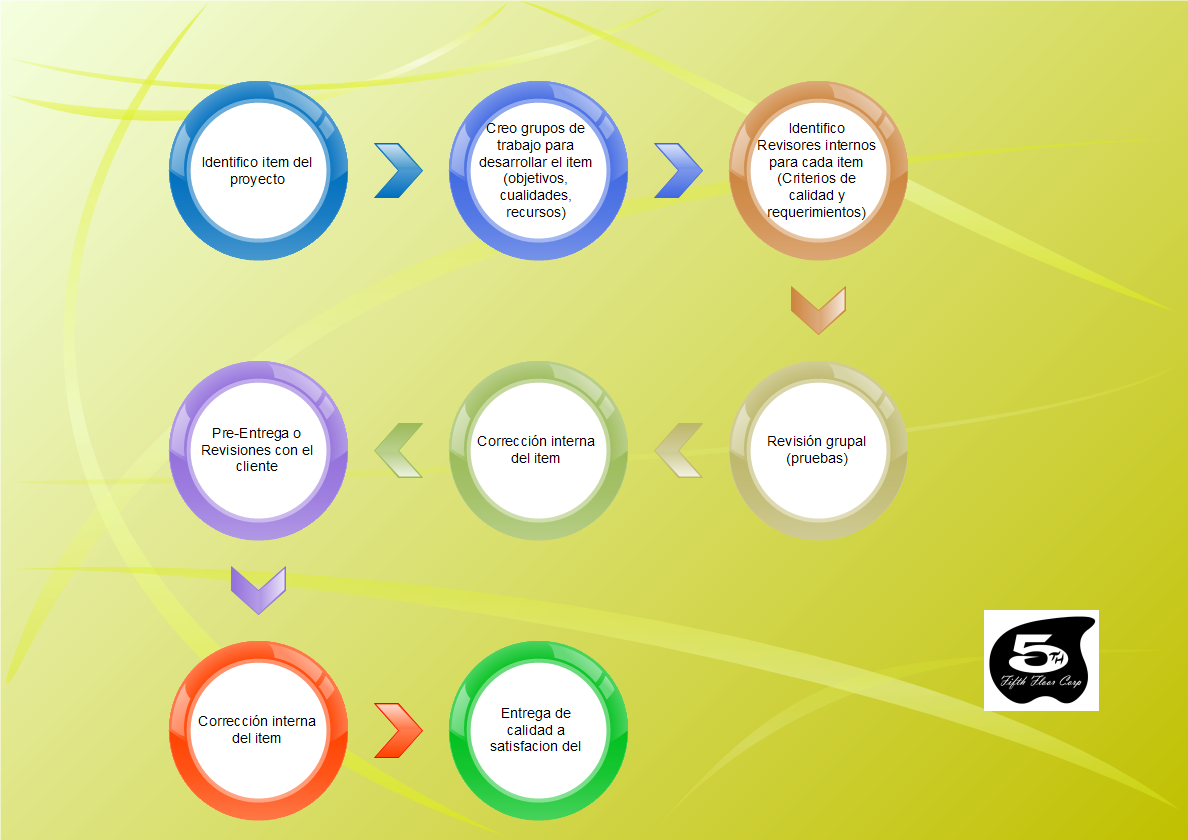 Identifico item del
proyecto
Creo grupos de
trabajo para
desarrollar el item
(objetivos,
cualidades,
recursos)
Identifico
Revisores internos
para cada item
(Criterios de
calidad y
requerimientos)
Pre-Entrega o
Revisiones con el
cliente
Corrección interna
del item
Revisión grupal
(pruebas)
Corrección interna
del item
Entrega de
calidad a
satisfacion del
5TH
Fifth Floor Corp